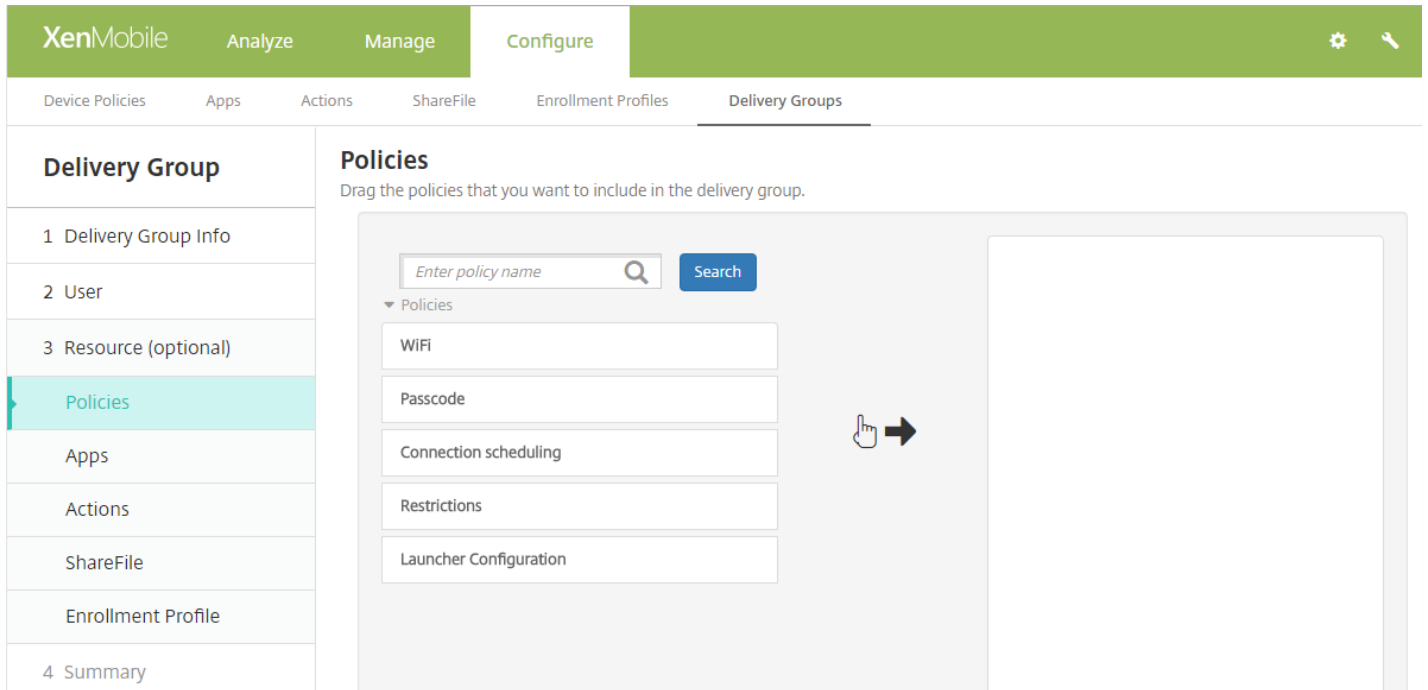 XenMobile Analyze Manage Configure
Device Policies Apps Actions ShareFile Enrollment Profiles Delivery Groups
Delivery Group
1 Delivery Group Info
2 User
3 Resource (optional)
Policies
Apps
Actions
ShareFile
Enrollment Profile
4 Summary
Policies
Drag the policies that you want to include in the delivery group.
Enter policy name Search
Policies
WiFi
Passcode
Connection scheduling
Restrictions
Launcher Configuration